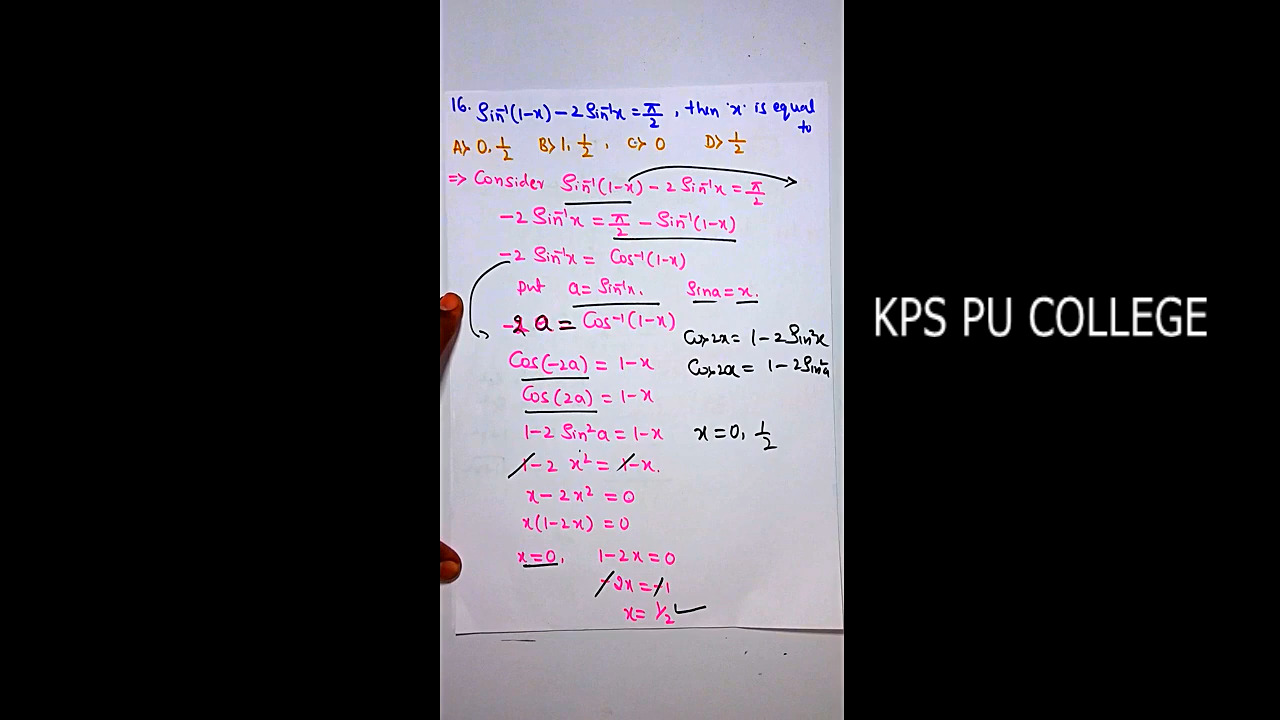 16. Sin⁻¹(1-x) - 2 Sin⁻¹x = π/2, then 'x' is equal to
A> 0, 1/2 B> 1, 1/2, C> 0 D> 1/2
=> Consider Sin⁻¹(1-x) - 2 Sin⁻¹x = π/2
-2 Sin⁻¹x = π/2 - Sin⁻¹(1-x)
-2 Sin⁻¹x = Cos⁻¹(1-x)
put a = Sin⁻¹x. Sina = x.
-2a = Cos⁻¹(1-x)
Cos2x = 1-2Sin²x
Cos(-2a) = 1-x
Cos2a = 1-2Sin²a
Cos(2a) = 1-x
1-2 Sin²a = 1-x
x = 0, 1/2
1-2 x² = 1-x.
x - 2x² = 0
x(1-2x) = 0
x=0, 1-2x=0
-2x = -1
x = 1/2
KPS PU COLLEGE